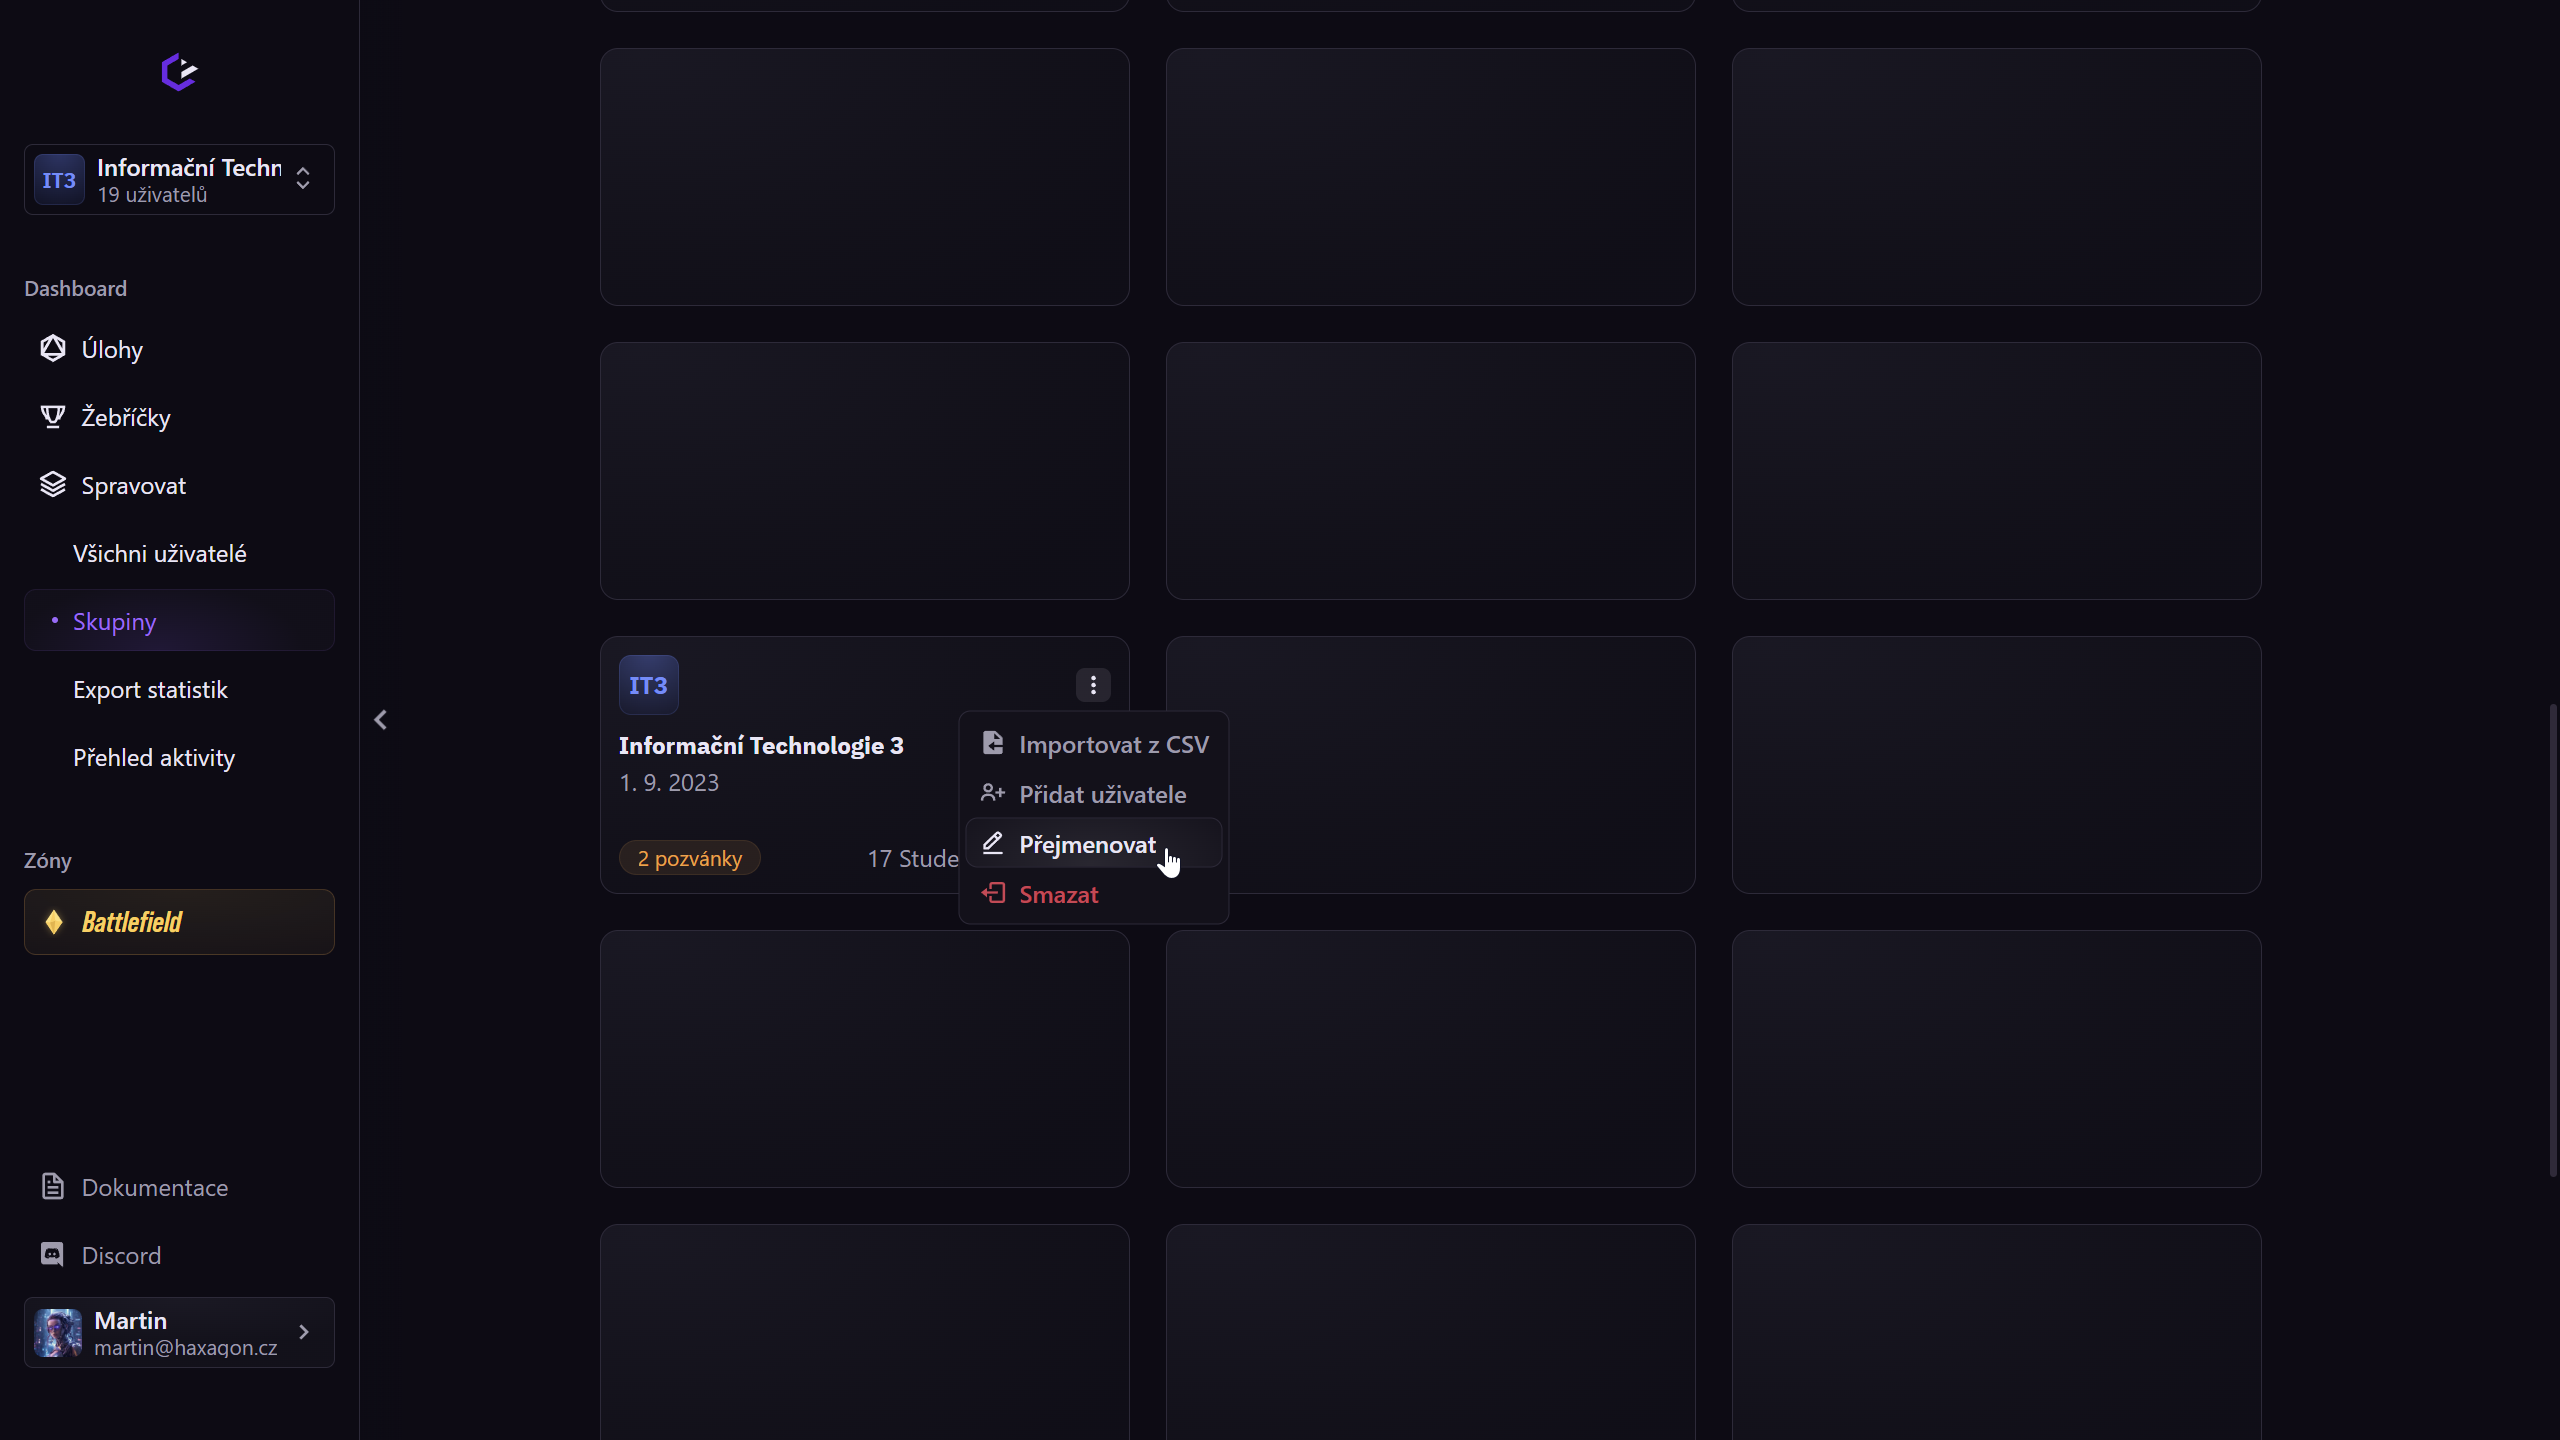 IT3
Informační Techn
19 uživatelů
Dashboard
Úlohy
Žebříčky
Spravovat
Všichni uživatelé
Skupiny
Export statistik
Přehled aktivity
Zóny
Battlefield
Dokumentace
Discord
Martin
martin@haxagon.cz
IT3
Informační Technologie 3
1. 9. 2023
2 pozvánky
17 Stude
Importovat z CSV
Přidat uživatele
Přejmenovat
Smazat